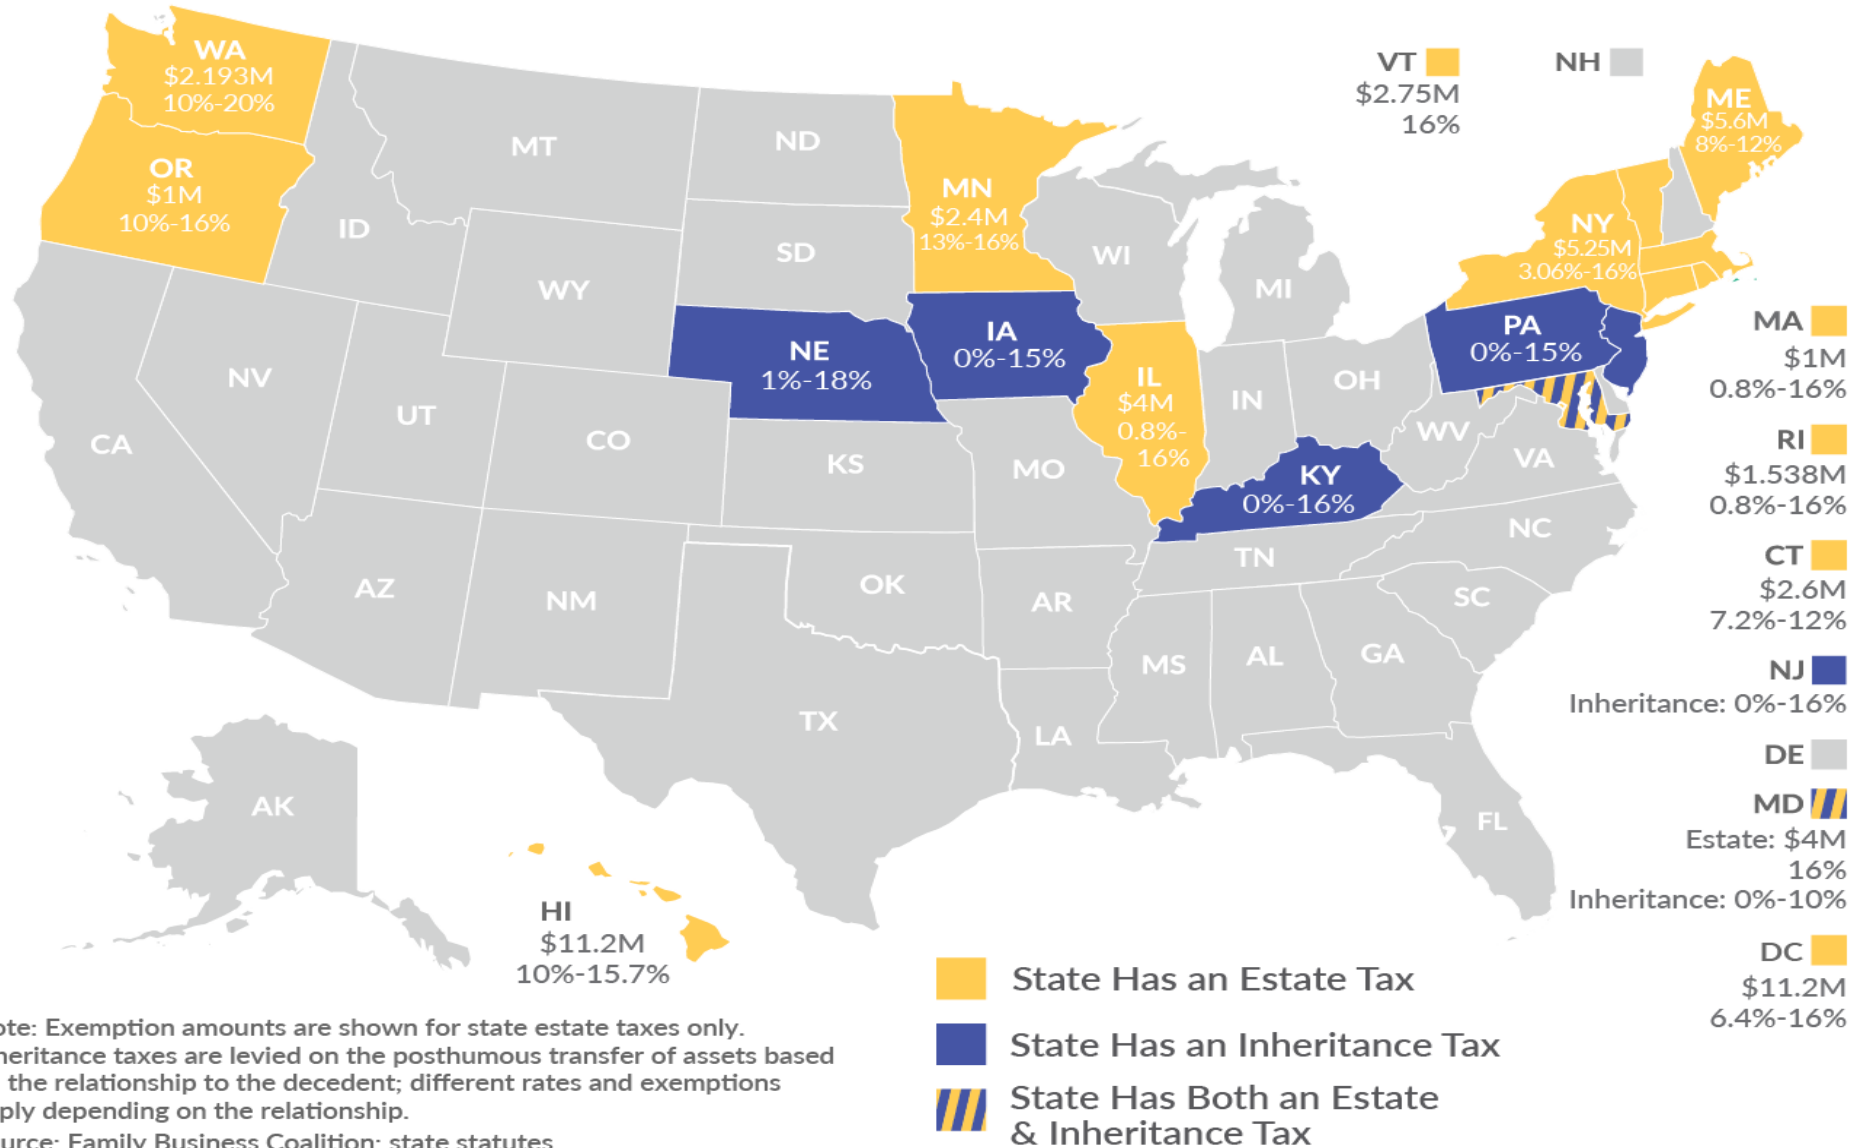 WA
$2.193M
10%-20%
OR
$1M
10%-16%
MT
ID
ND
SD
WY
MN
$2.4M
13%-16%
WI
MI
VT
$2.75M
16%
NH
ME
$5.6M
8%-12%
NY
$5.25M
3.06%-16%
CA
NV
UT
CO
NE
1%-18%
IA
0%-15%
IL
$4M
0.8%-
16%
IN
OH
PA
0%-15%
KS
MO
KY
0%-16%
WV
VA
AZ
NM
OK
AR
TN
NC
SC
MS
AL
GA
TX
LA
FL
AK
HI
$11.2M
10%-15.7%
MA
$1M
0.8%-16%
RI
$1.538M
0.8%-16%
CT
$2.6M
7.2%-12%
NJ
Inheritance: 0%-16%
DE
MD
Estate: $4M
16%
Inheritance: 0%-10%
DC
$11.2M
6.4%-16%
State Has an Estate Tax
State Has an Inheritance Tax
State Has Both an Estate
& Inheritance Tax
ote: Exemption amounts are shown for state estate taxes only.
heritance taxes are levied on the posthumous transfer of assets based
the relationship to the decedent; different rates and exemptions
ply depending on the relationship.
urce: Family Business Coalition; state statutes